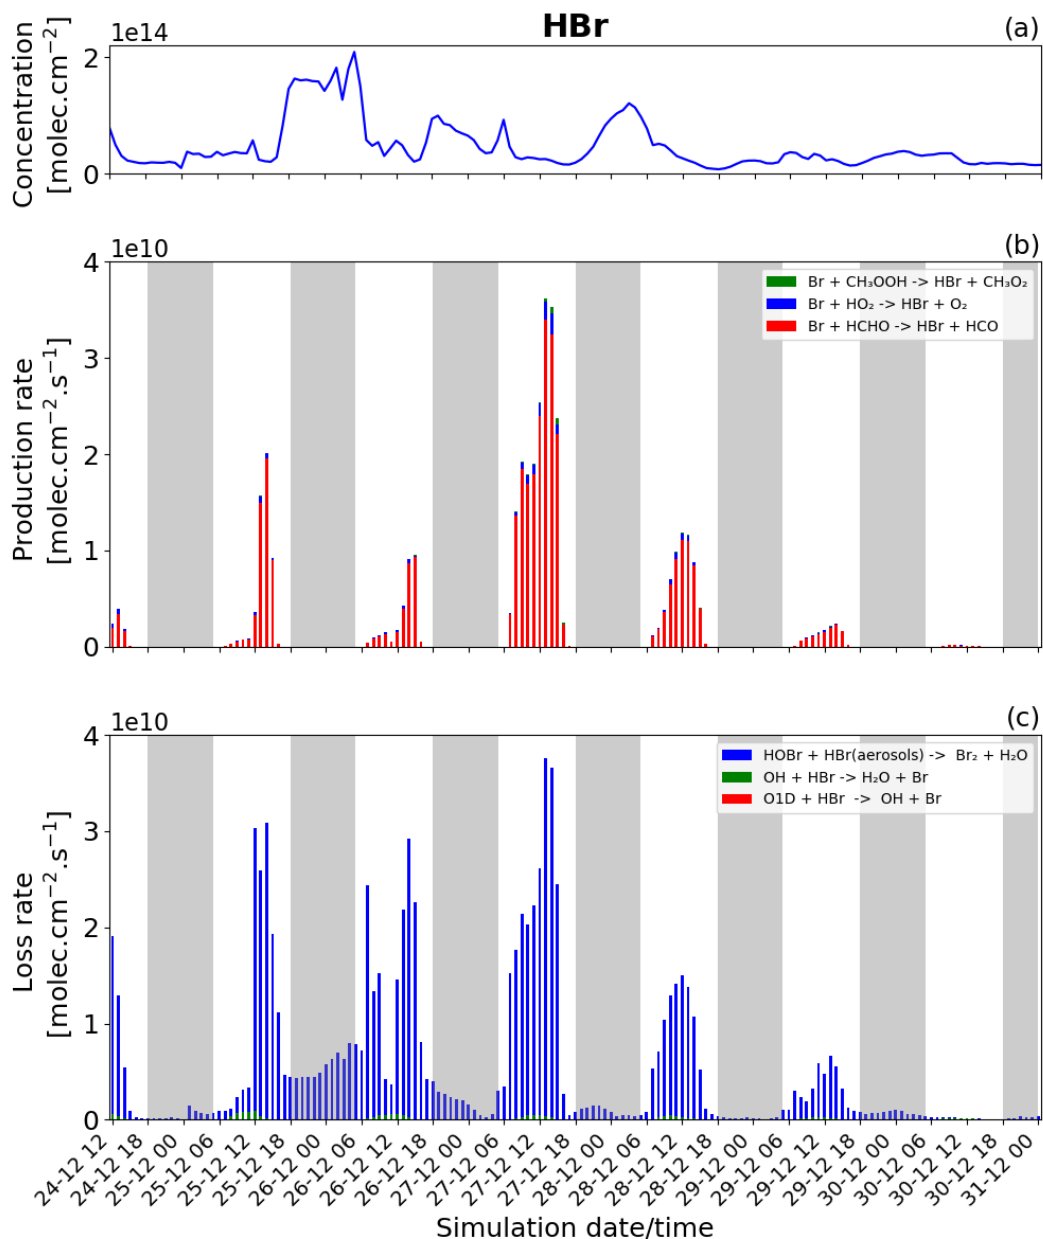 HBr
(a)
1e14
Concentration
[molec.cm⁻²]
2
0
(b)
1e10
Production rate
[molec.cm⁻².s⁻¹]
4
3
2
1
0
Br + CH₃OOH -> HBr + CH₃O₂
Br + HO₂ -> HBr + O₂
Br + HCHO -> HBr + HCO
(c)
1e10
Loss rate
[molec.cm⁻².s⁻¹]
4
3
2
1
0
HOBr + HBr(aerosols) -> Br₂ + H₂O
OH + HBr -> H₂O + Br
O1D + HBr -> OH + Br
24-12 12
24-12 18
25-12 00
25-12 06
25-12 12
25-12 18
26-12 00
26-12 06
26-12 12
26-12 18
27-12 00
27-12 06
27-12 12
27-12 18
28-12 00
28-12 06
28-12 12
28-12 18
29-12 00
29-12 06
29-12 12
29-12 18
30-12 00
30-12 06
30-12 12
30-12 18
31-12 00
Simulation date/time